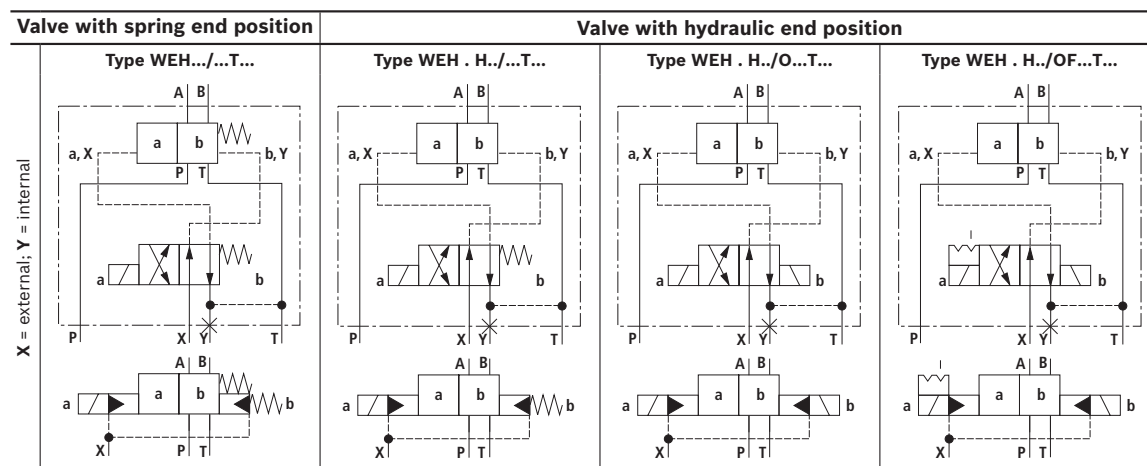 Valve with spring end position
Valve with hydraulic end position
X = external; Y = internal
Type WEH.../...T...
Type WEH . H../...T...
Type WEH . H../O...T...
Type WEH . H../OF...T...
A B
A B
A B
A B
a b
a b
a b
a b
a, X b, Y
a, X b, Y
a, X b, Y
a, X b, Y
P T
P T
P T
P T
a b
a b
a b
a b
P X Y T
P X Y T
P X Y T
P X Y T
A B
A B
A B
A B
a a b b
a a b b
a a b b
a a b b
X P T
X P T
X P T
X P T